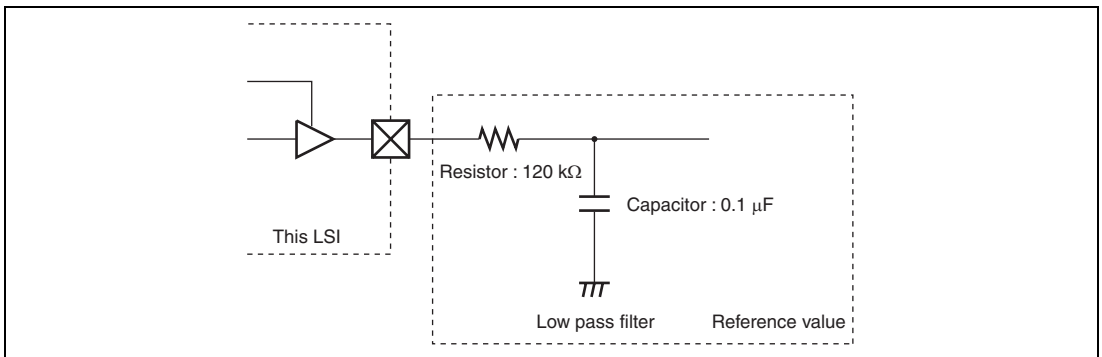 Resistor : 120 kΩ
Capacitor : 0.1 μF
This LSI
Low pass filter
Reference value